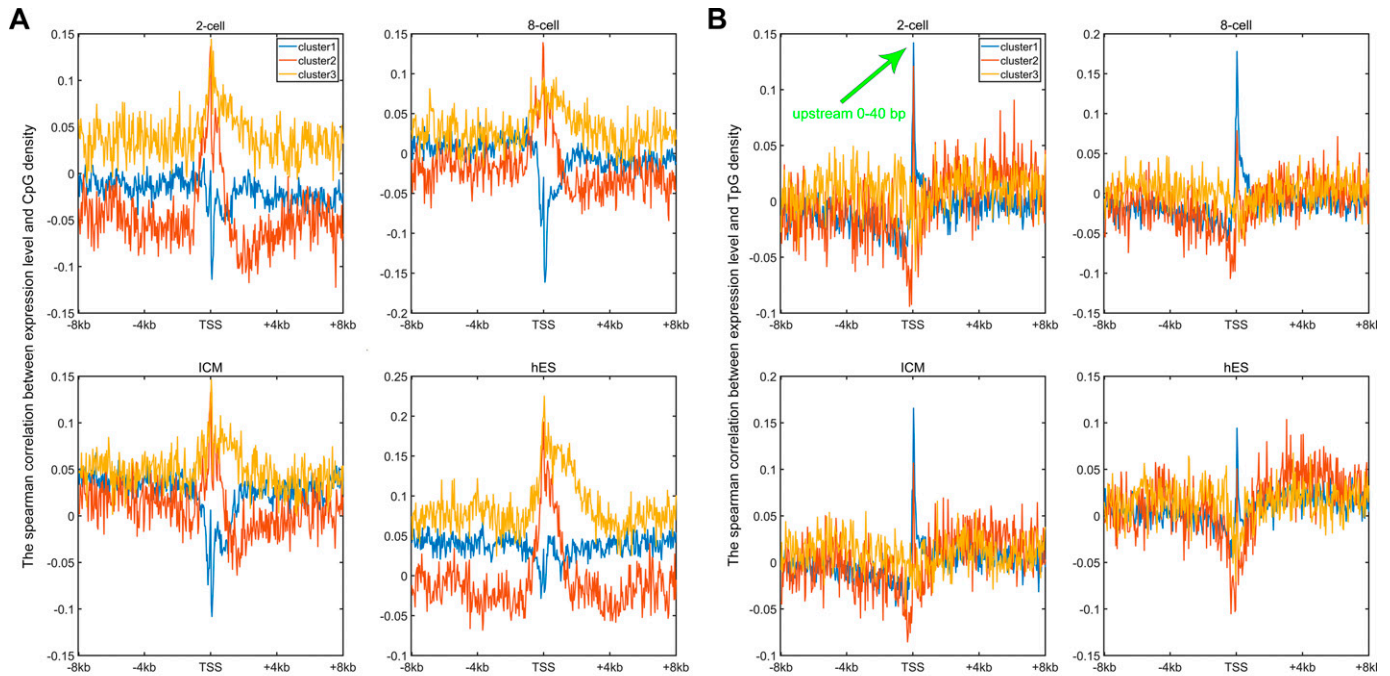 A
The spearman correlation between expression level and CpG density
2-cell
0.15
0.1
0.05
0
-0.05
-0.1
-0.15
-8kb
-4kb
TSS
+4kb
+8kb
cluster1
cluster2
cluster3
8-cell
0.15
0.1
0.05
0
-0.05
-0.1
-0.15
-0.2
-8kb
-4kb
TSS
+4kb
+8kb
ICM
0.15
0.1
0.05
0
-0.05
-0.1
-0.15
-8kb
-4kb
TSS
+4kb
+8kb
hES
0.25
0.2
0.15
0.1
0.05
0
-0.05
-0.1
-8kb
-4kb
TSS
+4kb
+8kb
B
The spearman correlation between expression level and TpG density
2-cell
0.15
0.1
0.05
0
-0.05
-0.1
-8kb
-4kb
TSS
+4kb
+8kb
cluster1
cluster2
cluster3
upstream 0-40 bp
8-cell
0.2
0.15
0.1
0.05
0
-0.05
-0.1
-0.15
-8kb
-4kb
TSS
+4kb
+8kb
ICM
0.2
0.15
0.1
0.05
0
-0.05
-0.1
-8kb
-4kb
TSS
+4kb
+8kb
hES
0.15
0.1
0.05
0
-0.05
-0.1
-0.15
-8kb
-4kb
TSS
+4kb
+8kb